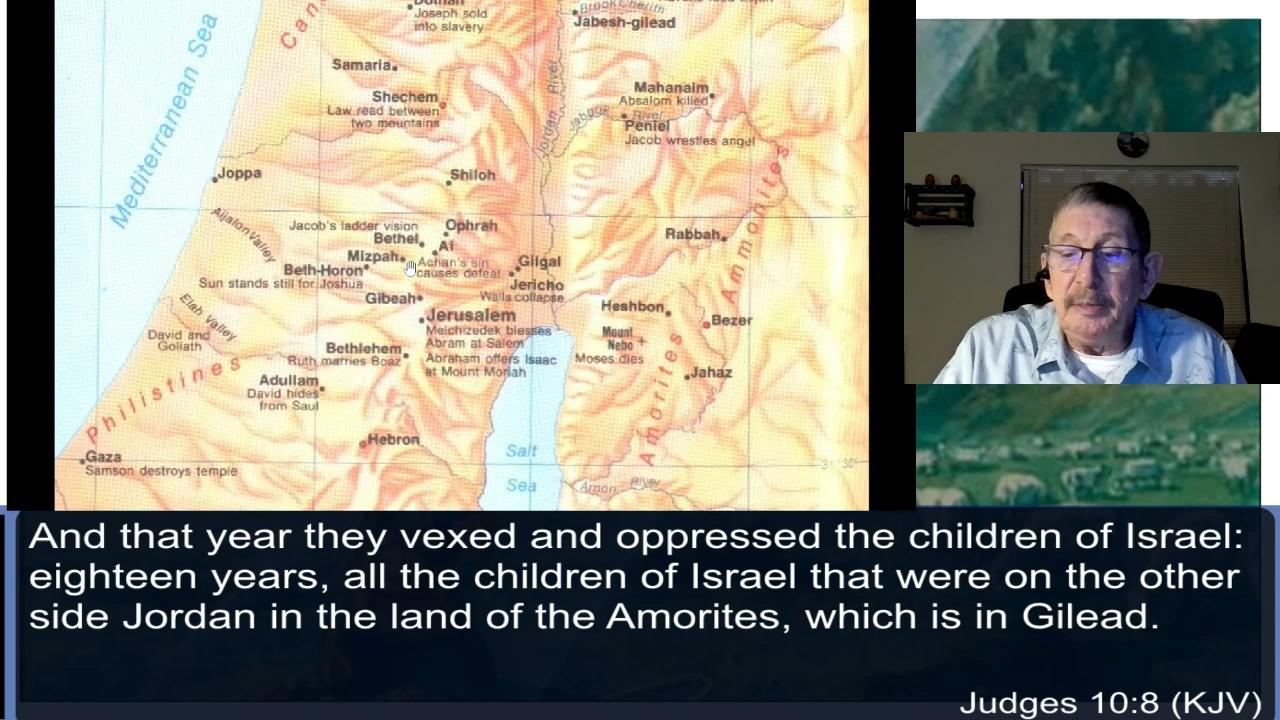 Dothan
Joseph sold
into slavery
Brook Cherith
Jabesh-gilead
Mediterranean Sea
Samaria
Shechem
Law read between
two mountains
Jordan River
Jabbok River
Mahanaim
Absalom killed
Peniel
Jacob wrestles angel
Joppa
Shiloh
Ammonites
32°
Aijalon Valley
Jacob's ladder vision
Bethel
Ophrah
Ai
Mizpah
Achan's sin
causes defeat
Beth-Horon
Sun stands still for Joshua
Gilgal
Jericho
Walls collapse
Rabbah
Gibeah
Jerusalem
Melchizedek blesses
Abram at Salem
Abraham offers Isaac
at Mount Moriah
Heshbon
Bezer
Mount
Nebo
Moses dies
Elah Valley
David and
Goliath
Bethlehem
Ruth marries Boaz
Philistines
Adullam
David hides
from Saul
Jahaz
Amorites
Hebron
Gaza
Samson destroys temple
Salt
Sea
Arnon River
And that year they vexed and oppressed the children of Israel:
eighteen years, all the children of Israel that were on the other
side Jordan in the land of the Amorites, which is in Gilead.
Judges 10:8 (KJV)